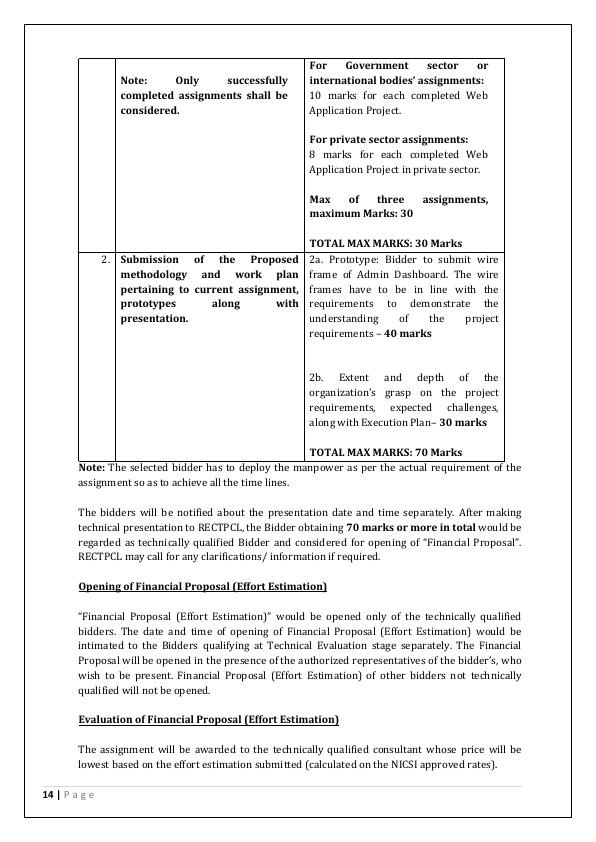 Note: Only successfully
completed assignments shall be
considered.
For Government sector or
international bodies' assignments:
10 marks for each completed Web
Application Project.
For private sector assignments:
8 marks for each completed Web
Application Project in private sector.
Max of three assignments,
maximum Marks: 30
TOTAL MAX MARKS: 30 Marks
2.
Submission of the Proposed
methodology and work plan
pertaining to current assignment,
prototypes along with
presentation.
2a. Prototype: Bidder to submit wire
frame of Admin Dashboard. The wire
frames have to be in line with the
requirements to demonstrate the
understanding of the project
requirements – 40 marks
2b. Extent and depth of the
organization's grasp on the project
requirements, expected challenges,
along with Execution Plan– 30 marks
TOTAL MAX MARKS: 70 Marks
Note: The selected bidder has to deploy the manpower as per the actual requirement of the
assignment so as to achieve all the time lines.
The bidders will be notified about the presentation date and time separately. After making
technical presentation to RECTPCL, the Bidder obtaining 70 marks or more in total would be
regarded as technically qualified Bidder and considered for opening of "Financial Proposal".
RECTPCL may call for any clarifications/ information if required.
Opening of Financial Proposal (Effort Estimation)
"Financial Proposal (Effort Estimation)" would be opened only of the technically qualified
bidders. The date and time of opening of Financial Proposal (Effort Estimation) would be
intimated to the Bidders qualifying at Technical Evaluation stage separately. The Financial
Proposal will be opened in the presence of the authorized representatives of the bidder's, who
wish to be present. Financial Proposal (Effort Estimation) of other bidders not technically
qualified will not be opened.
Evaluation of Financial Proposal (Effort Estimation)
The assignment will be awarded to the technically qualified consultant whose price will be
lowest based on the effort estimation submitted (calculated on the NICSI approved rates).
14 | Page